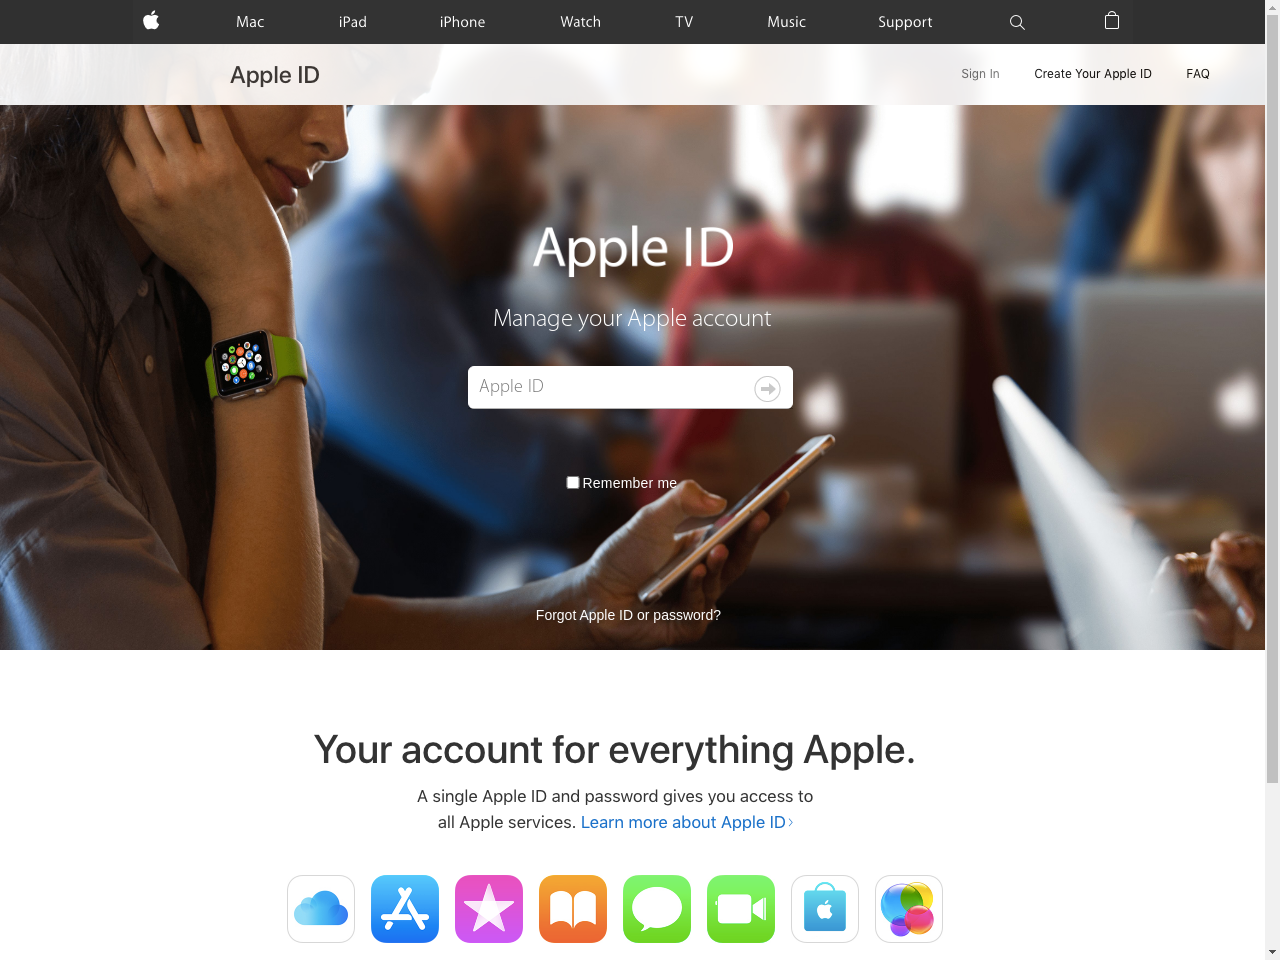 Mac iPad iPhone Watch TV Music Support
Apple ID
Sign In Create Your Apple ID FAQ
Apple ID
Manage your Apple account
Apple ID
Remember me
Forgot Apple ID or password?
Your account for everything Apple.
A single Apple ID and password gives you access to
all Apple services. Learn more about Apple ID